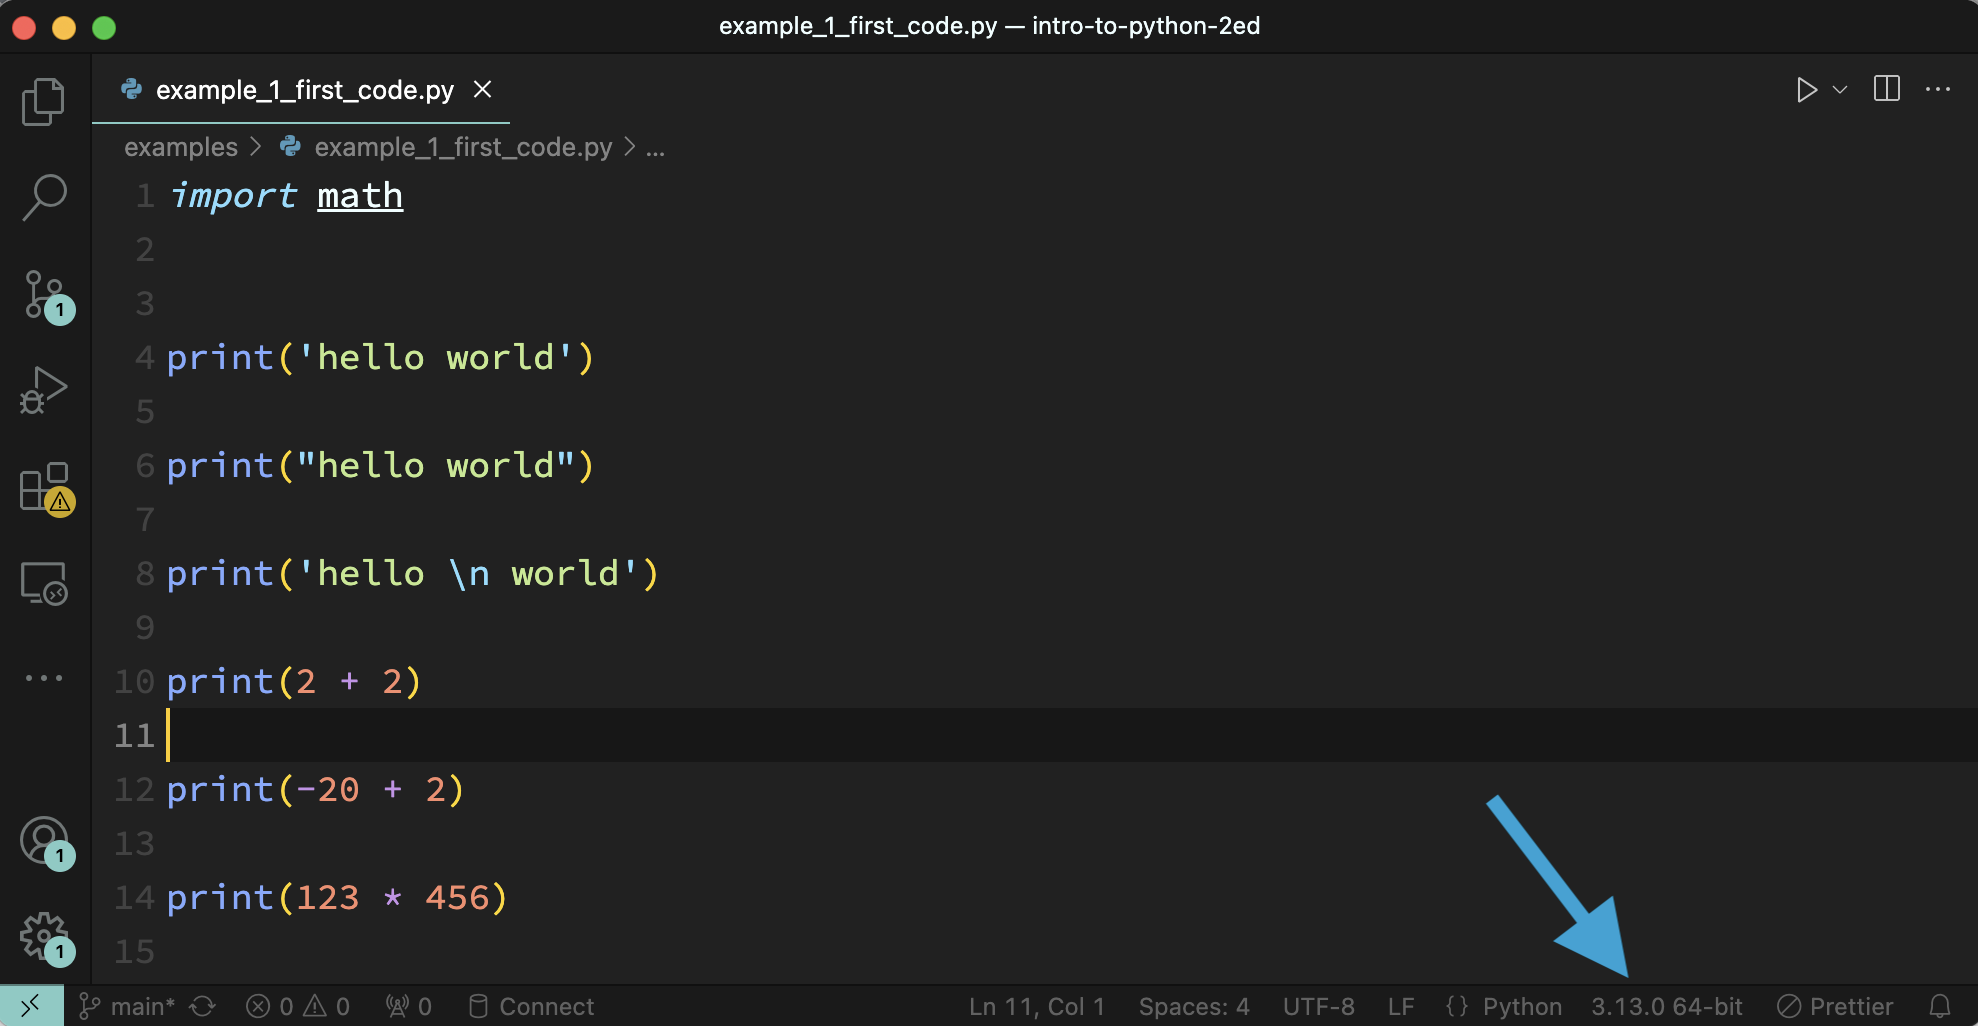 example_1_first_code.py — intro-to-python-2ed
example_1_first_code.py
examples > example_1_first_code.py > ...
1 import math
2
3
4 print('hello world')
5
6 print("hello world")
7
8 print('hello \n world')
9
10 print(2 + 2)
11
12 print(-20 + 2)
13
14 print(123 * 456)
15
1
1
1
main* 0 0 0 Connect Ln 11, Col 1 Spaces: 4 UTF-8 LF {} Python 3.13.0 64-bit Prettier